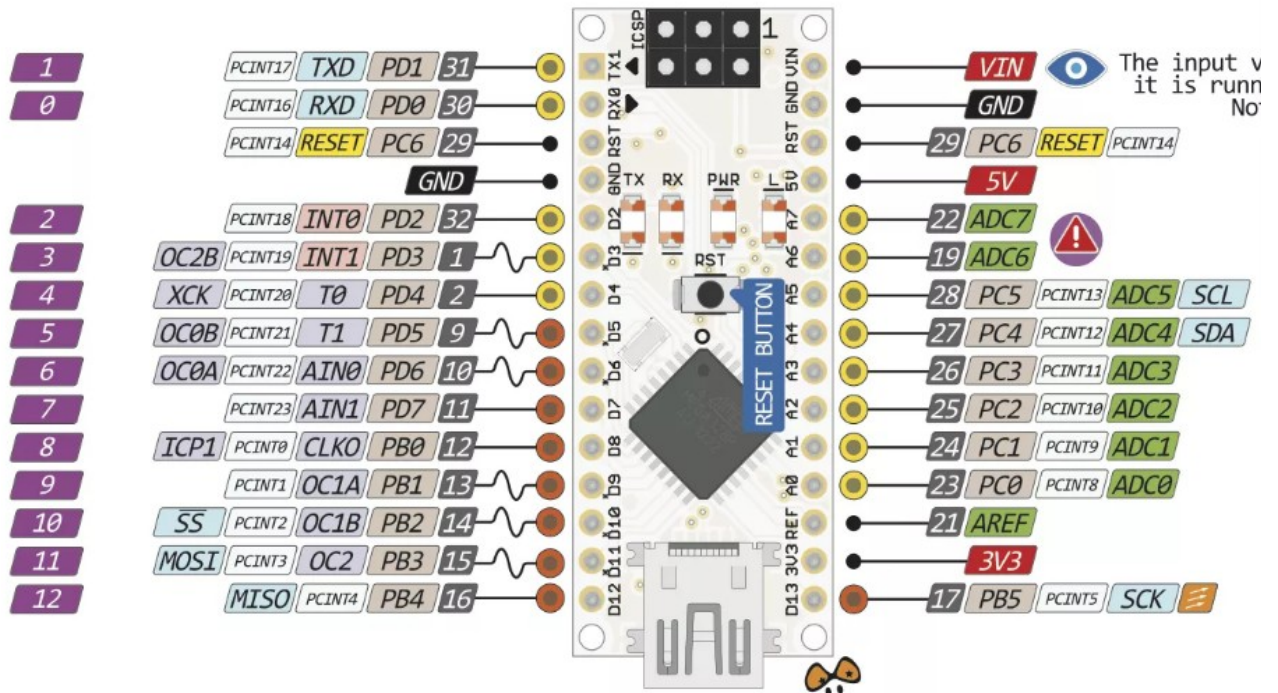 ICSP 1
1 PCINT17 TXD PD1 31 TX1 VIN VIN The input v
0 PCINT16 RXD PD0 30 RX0 GND GND it is runn
PCINT14 RESET PC6 29 RST RST 29 PC6 RESET PCINT14 Not
GND GND 5V 5V
TX RX PWR L
2 PCINT18 INT0 PD2 32 D2 A7 22 ADC7
3 OC2B PCINT19 INT1 PD3 1 D3 A6 19 ADC6
RST
4 XCK PCINT20 T0 PD4 2 D4 A5 28 PC5 PCINT13 ADC5 SCL
5 OC0B PCINT21 T1 PD5 9 D5 A4 27 PC4 PCINT12 ADC4 SDA
RESET BUTTON
6 OC0A PCINT22 AIN0 PD6 10 D6 A3 26 PC3 PCINT11 ADC3
7 PCINT23 AIN1 PD7 11 D7 A2 25 PC2 PCINT10 ADC2
8 ICP1 PCINT0 CLKO PB0 12 D8 A1 24 PC1 PCINT9 ADC1
9 PCINT1 OC1A PB1 13 D9 A0 23 PC0 PCINT8 ADC0
10 SS PCINT2 OC1B PB2 14 D10 REF 21 AREF
11 MOSI PCINT3 OC2 PB3 15 D11 3V3 3V3
12 MISO PCINT4 PB4 16 D12 D13 17 PB5 PCINT5 SCK